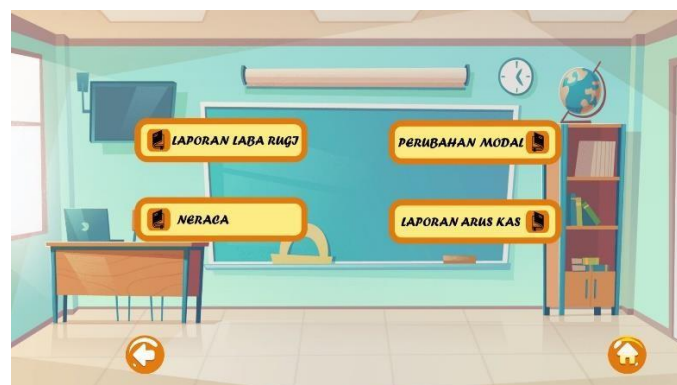 LAPORAN LABA RUGI
PERUBAHAN MODAL
NERACA
LAPORAN ARUS KAS